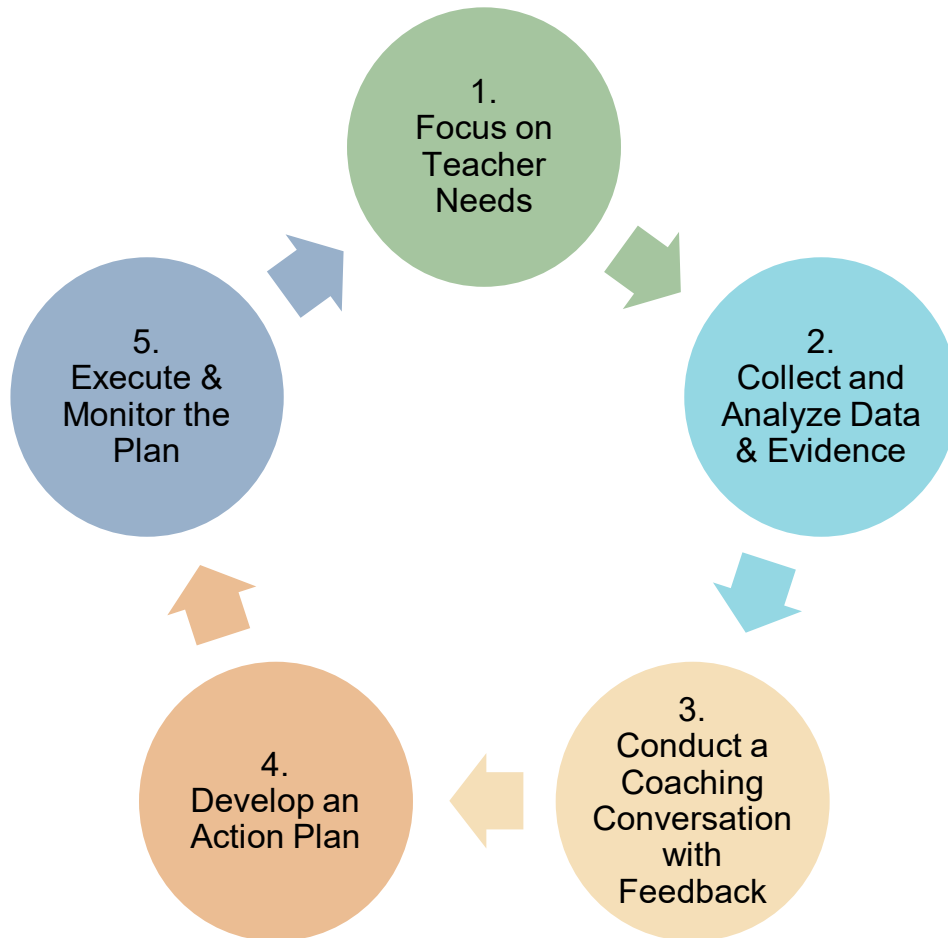 1.
Focus on
Teacher
Needs
2.
Collect and
Analyze Data
& Evidence
3.
Conduct a
Coaching
Conversation
with
Feedback
4.
Develop an
Action Plan
5.
Execute &
Monitor the
Plan